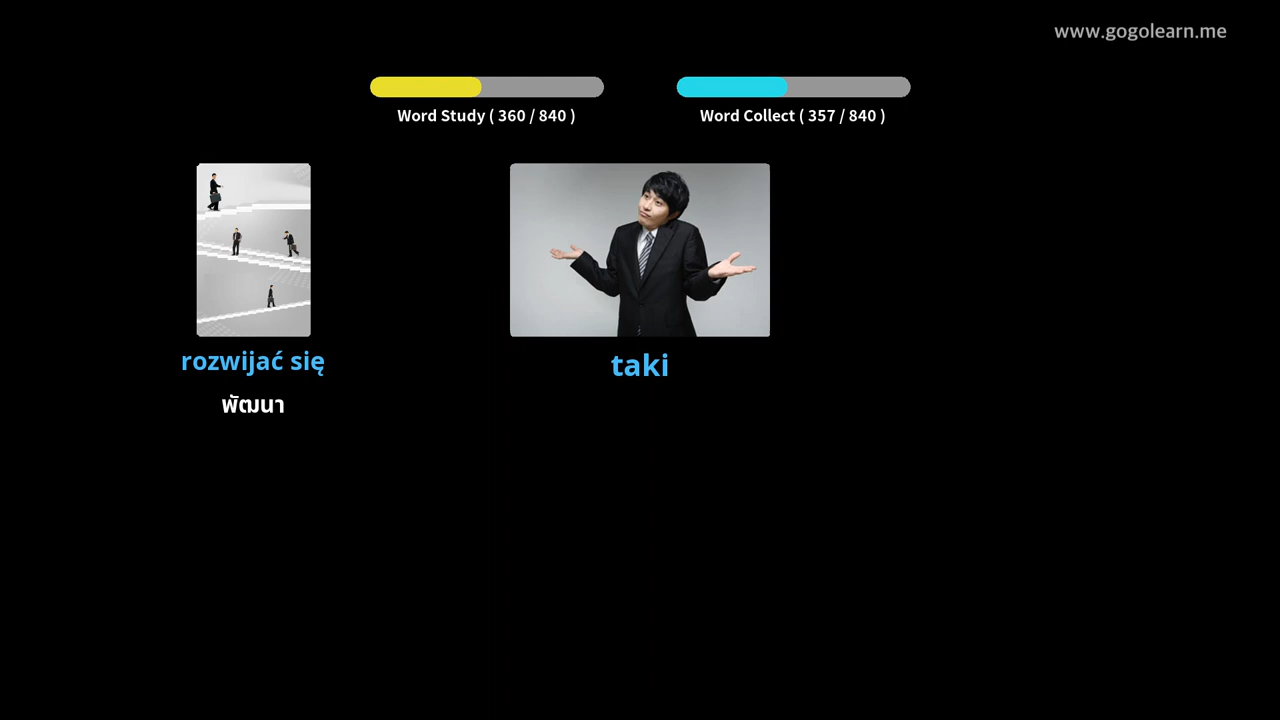 www.gogolearn.me
Word Study ( 360 / 840 )
Word Collect ( 357 / 840 )
rozwijać się
taki
พัฒนา